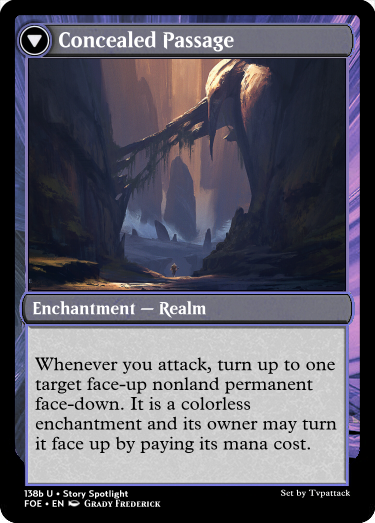 Concealed Passage
Enchantment — Realm
Whenever you attack, turn up to one
target face-up nonland permanent
face-down. It is a colorless
enchantment and its owner may turn
it face up by paying its mana cost.
138b U • Story Spotlight
Set by Tvpattack
FOE • EN Grady Frederick